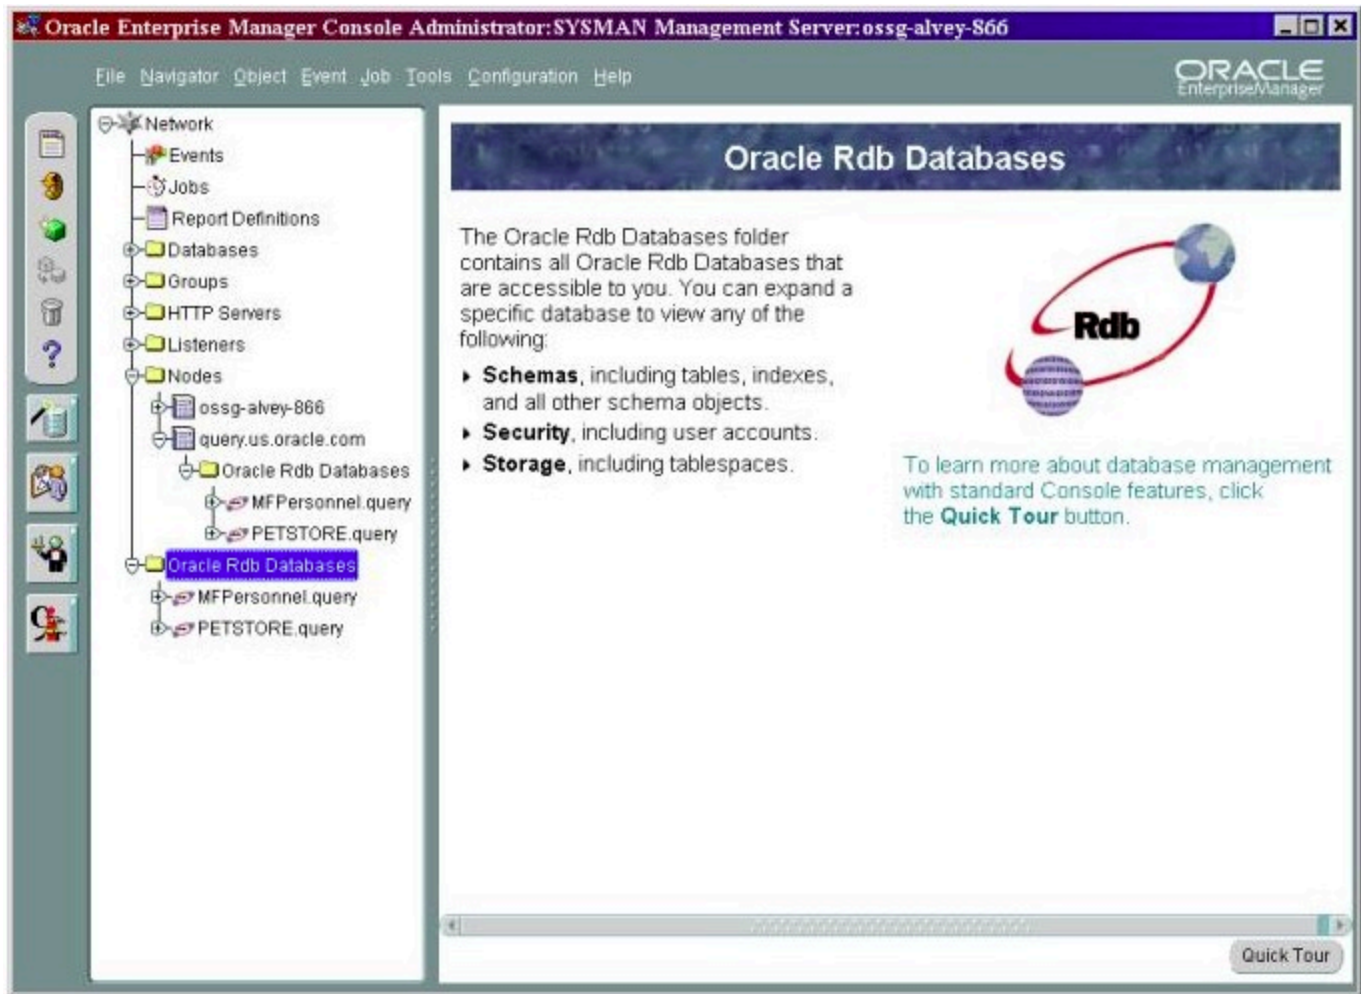 Oracle Enterprise Manager Console Administrator:SYSMAN Management Server:ossg-alvey-866
File Navigator Object Event Job Tools Configuration Help
ORACLE
EnterpriseManager
Network
Events
Jobs
Report Definitions
Databases
Groups
HTTP Servers
Listeners
Nodes
ossg-alvey-866
query.us.oracle.com
Oracle Rdb Databases
MFPersonnel.query
PETSTORE.query
Oracle Rdb Databases
MFPersonnel.query
PETSTORE.query
Oracle Rdb Databases
The Oracle Rdb Databases folder
contains all Oracle Rdb Databases that
are accessible to you. You can expand a
specific database to view any of the
following:
Schemas, including tables, indexes,
and all other schema objects.
Security, including user accounts.
Storage, including tablespaces.
Rdb
To learn more about database management
with standard Console features, click
the Quick Tour button.
Quick Tour